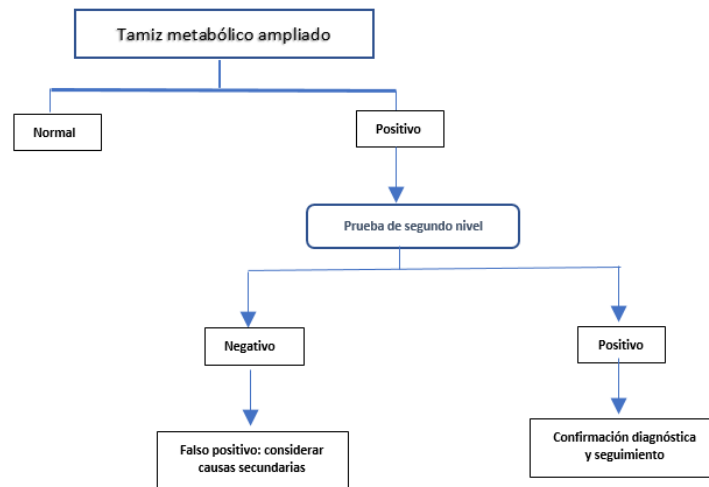 Tamiz metabólico ampliado
Normal
Positivo
Prueba de segundo nivel
Negativo
Positivo
Falso positivo: considerar
causas secundarias
Confirmación diagnóstica
y seguimiento